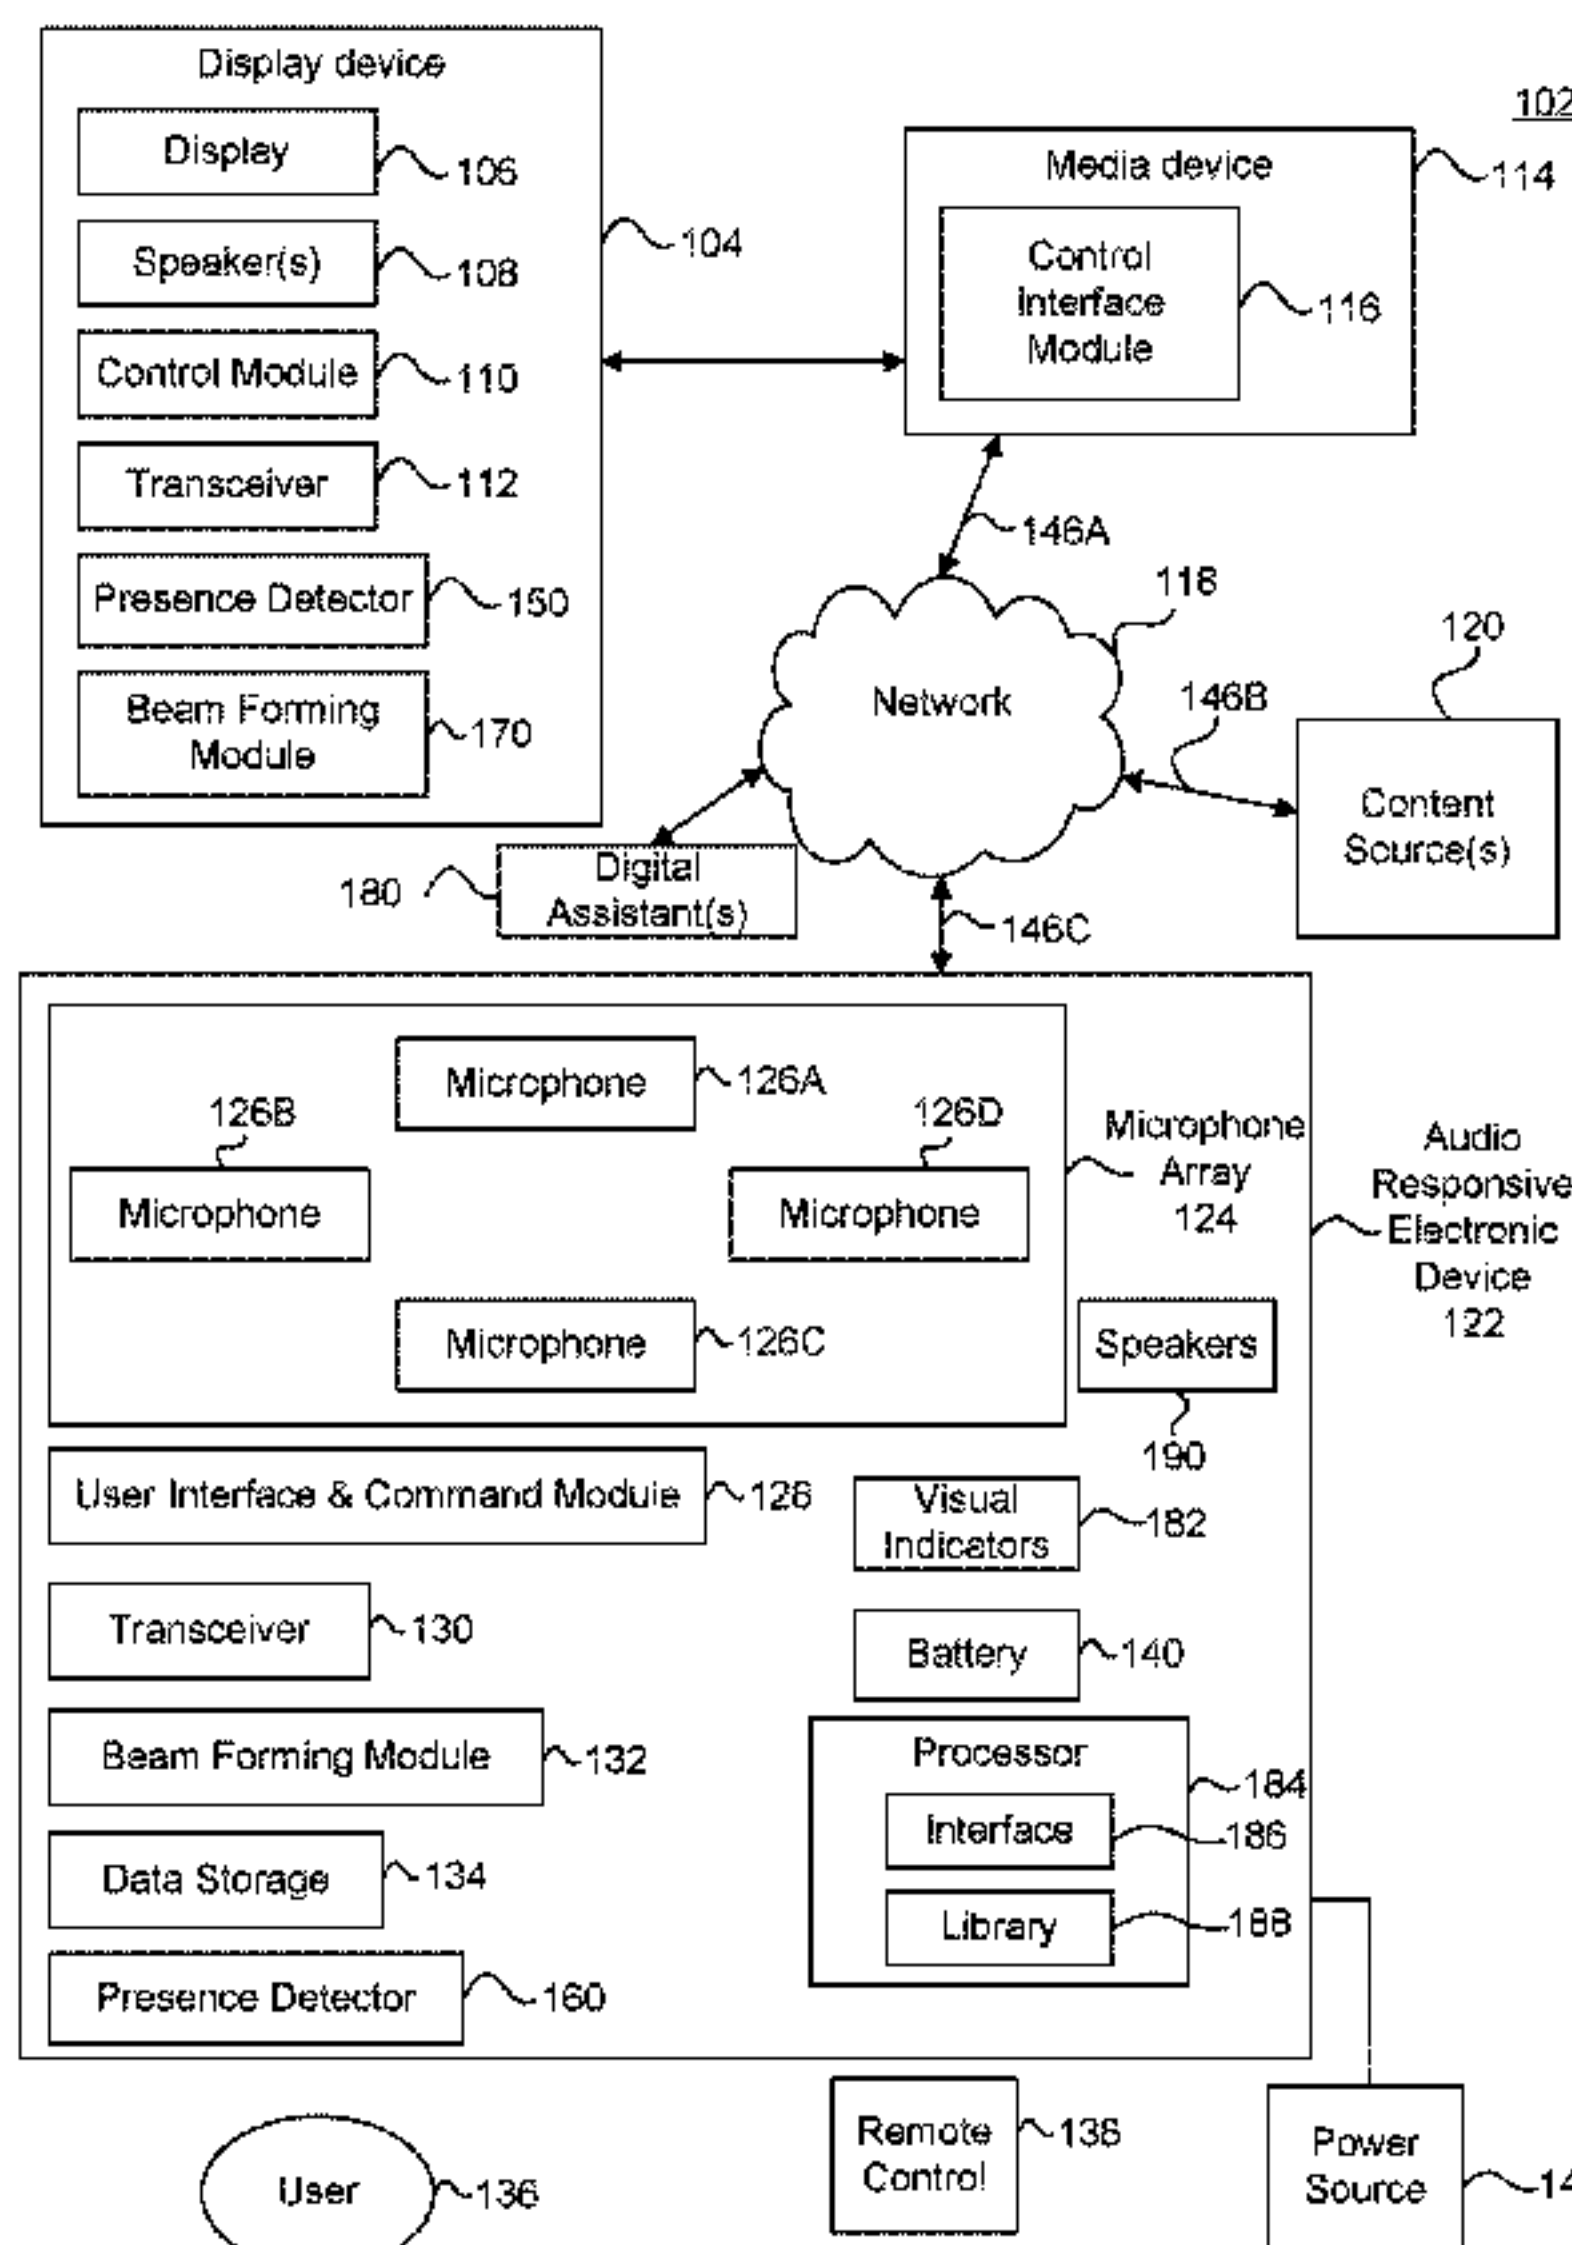 Display device
Display
106
Speaker(s)
108
Control Module
110
Transceiver
112
Presence Detector
150
Beam Forming
Module
170
104
102
Media device
114
Control
Interface
Module
116
146A
118
Network
146B
120
Content
Source(s)
Digital
Assistant(s)
180
146C
Microphone
126A
126B
Microphone
126D
Microphone
Microphone
126C
Microphone
Array
124
Audio
Responsive
Electronic
Device
122
Speakers
190
User Interface & Command Module
128
Visual
Indicators
182
Transceiver
130
Battery
140
Beam Forming Module
132
Processor
184
Interface
186
Library
188
Data Storage
134
Presence Detector
160
User
136
Remote
Control
138
Power
Source
14